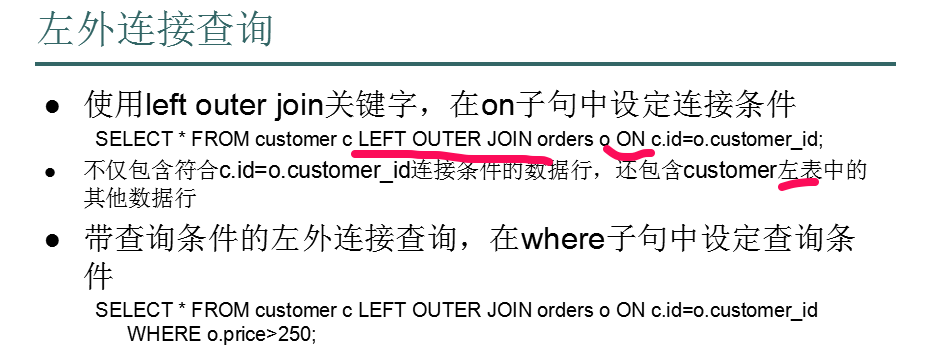 左外连接查询
● 使用left outer join关键字，在on子句中设定连接条件
SELECT * FROM customer c LEFT OUTER JOIN orders o ON c.id=o.customer_id;
● 不仅包含符合c.id=o.customer_id连接条件的数据行，还包含customer左表中的
其他数据行
● 带查询条件的左外连接查询，在where子句中设定查询条
件
SELECT * FROM customer c LEFT OUTER JOIN orders o ON c.id=o.customer_id
WHERE o.price>250;